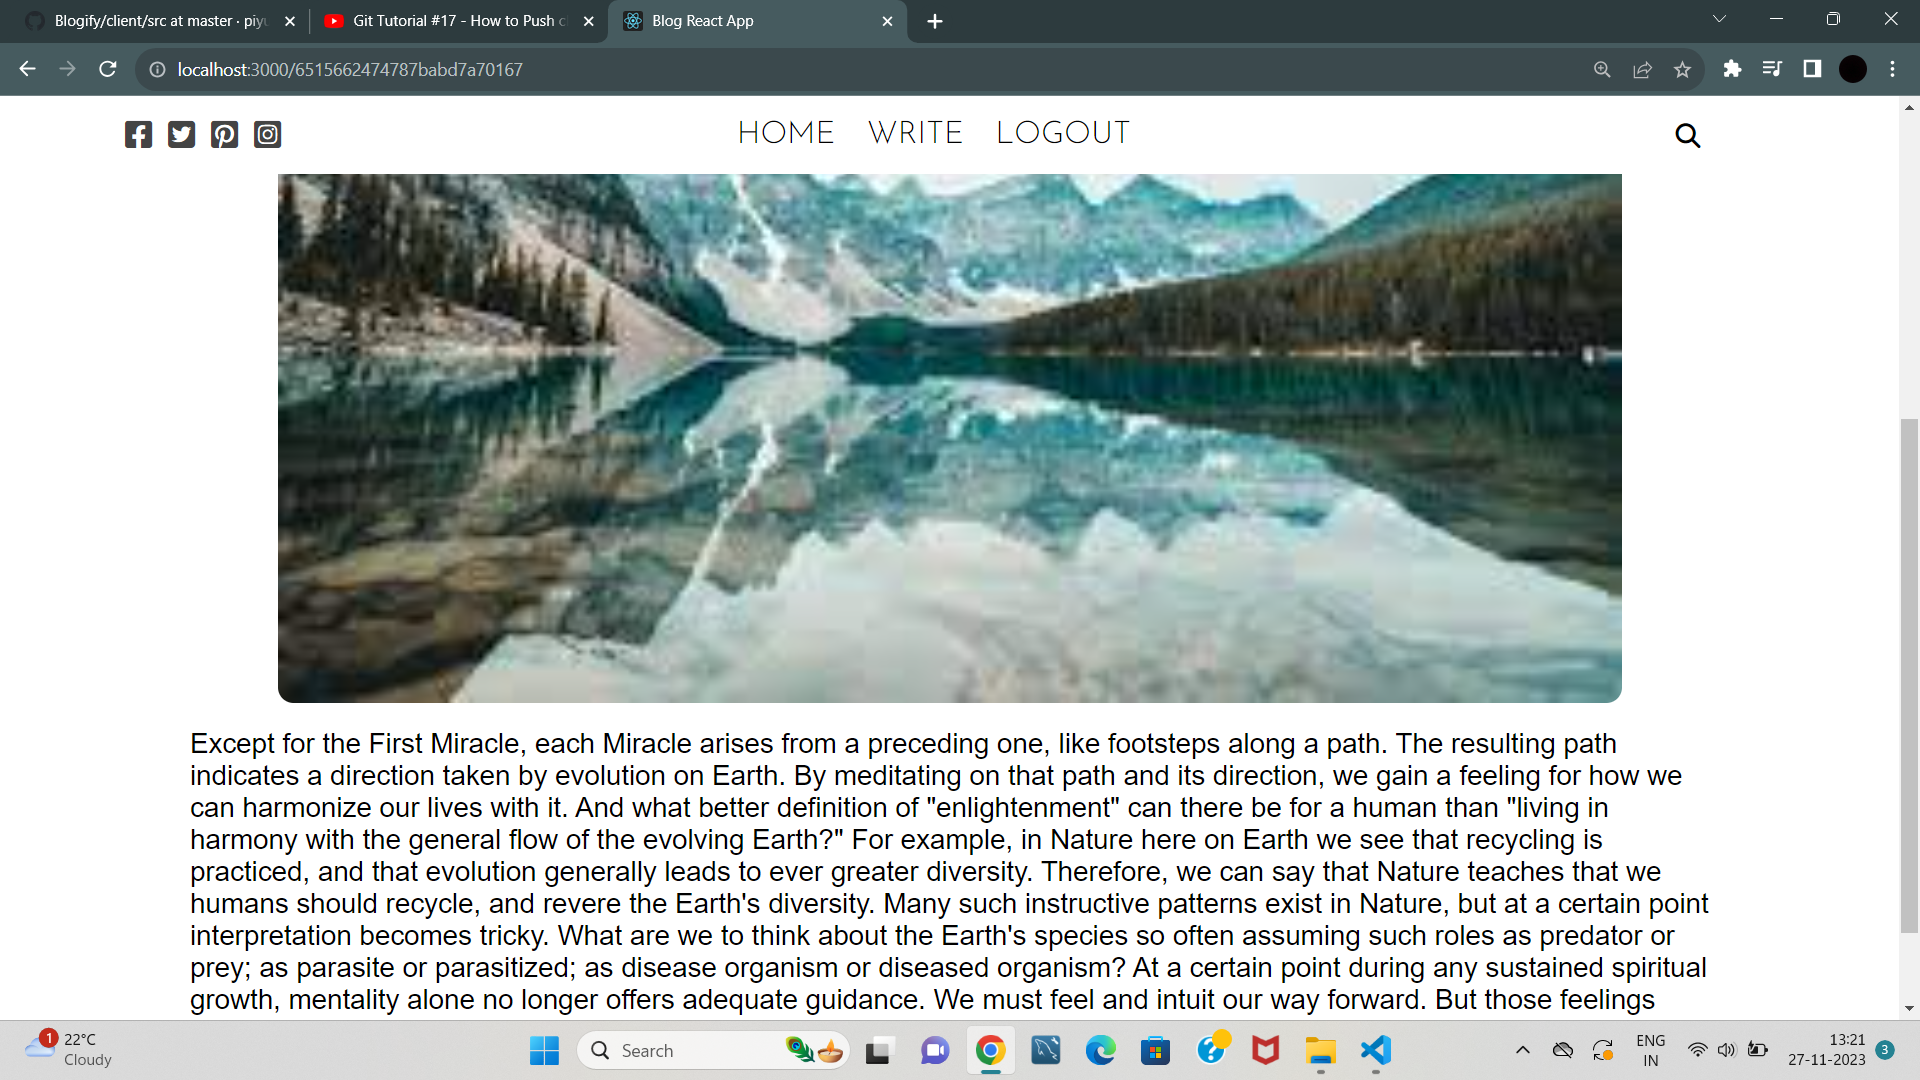 Blogify/client/src at master · piy
Git Tutorial #17 - How to Push c
Blog React App
localhost:3000/6515662474787babd7a70167
HOME WRITE LOGOUT
Except for the First Miracle, each Miracle arises from a preceding one, like footsteps along a path. The resulting path
indicates a direction taken by evolution on Earth. By meditating on that path and its direction, we gain a feeling for how we
can harmonize our lives with it. And what better definition of "enlightenment" can there be for a human than "living in
harmony with the general flow of the evolving Earth?" For example, in Nature here on Earth we see that recycling is
practiced, and that evolution generally leads to ever greater diversity. Therefore, we can say that Nature teaches that we
humans should recycle, and revere the Earth's diversity. Many such instructive patterns exist in Nature, but at a certain point
interpretation becomes tricky. What are we to think about the Earth's species so often assuming such roles as predator or
prey; as parasite or parasitized; as disease organism or diseased organism? At a certain point during any sustained spiritual
growth, mentality alone no longer offers adequate guidance. We must feel and intuit our way forward. But those feelings
1
22°C
Cloudy
Search
ENG
IN
13:21
27-11-2023
3